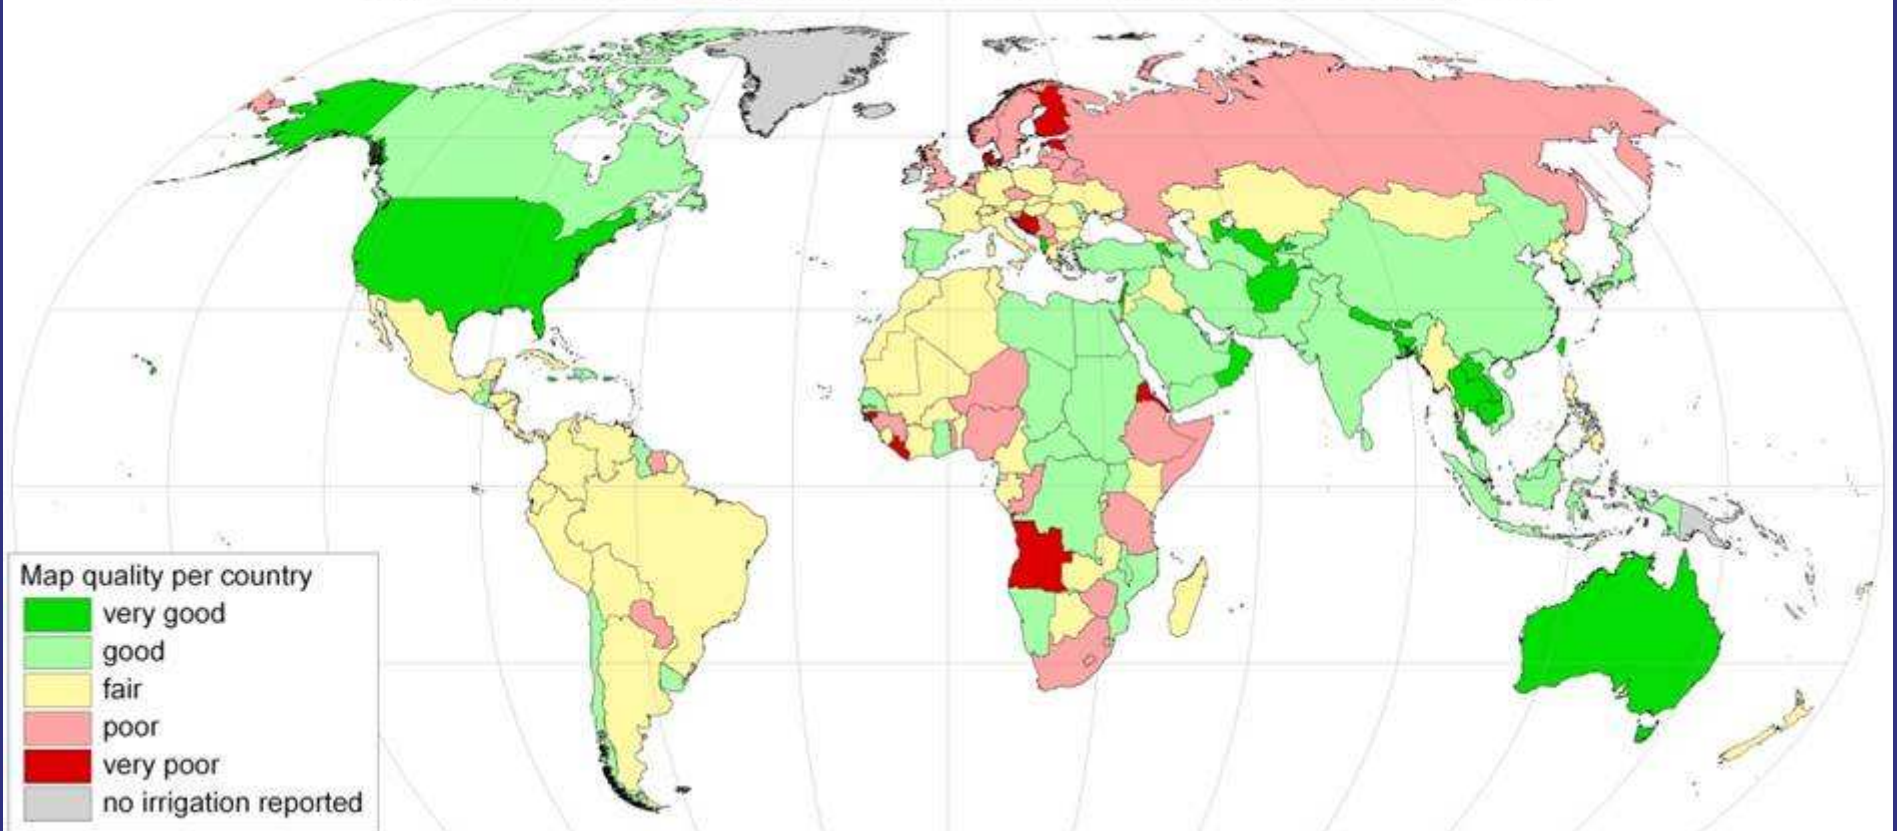 Map quality per country
very good
good
fair
poor
very poor
no irrigation reported